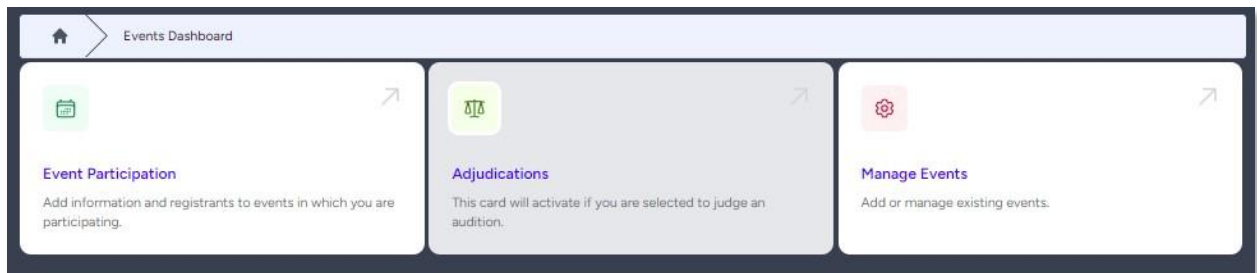 Events Dashboard
Event Participation
Add information and registrants to events in which you are
participating.
Adjudications
This card will activate if you are selected to judge an
audition.
Manage Events
Add or manage existing events.